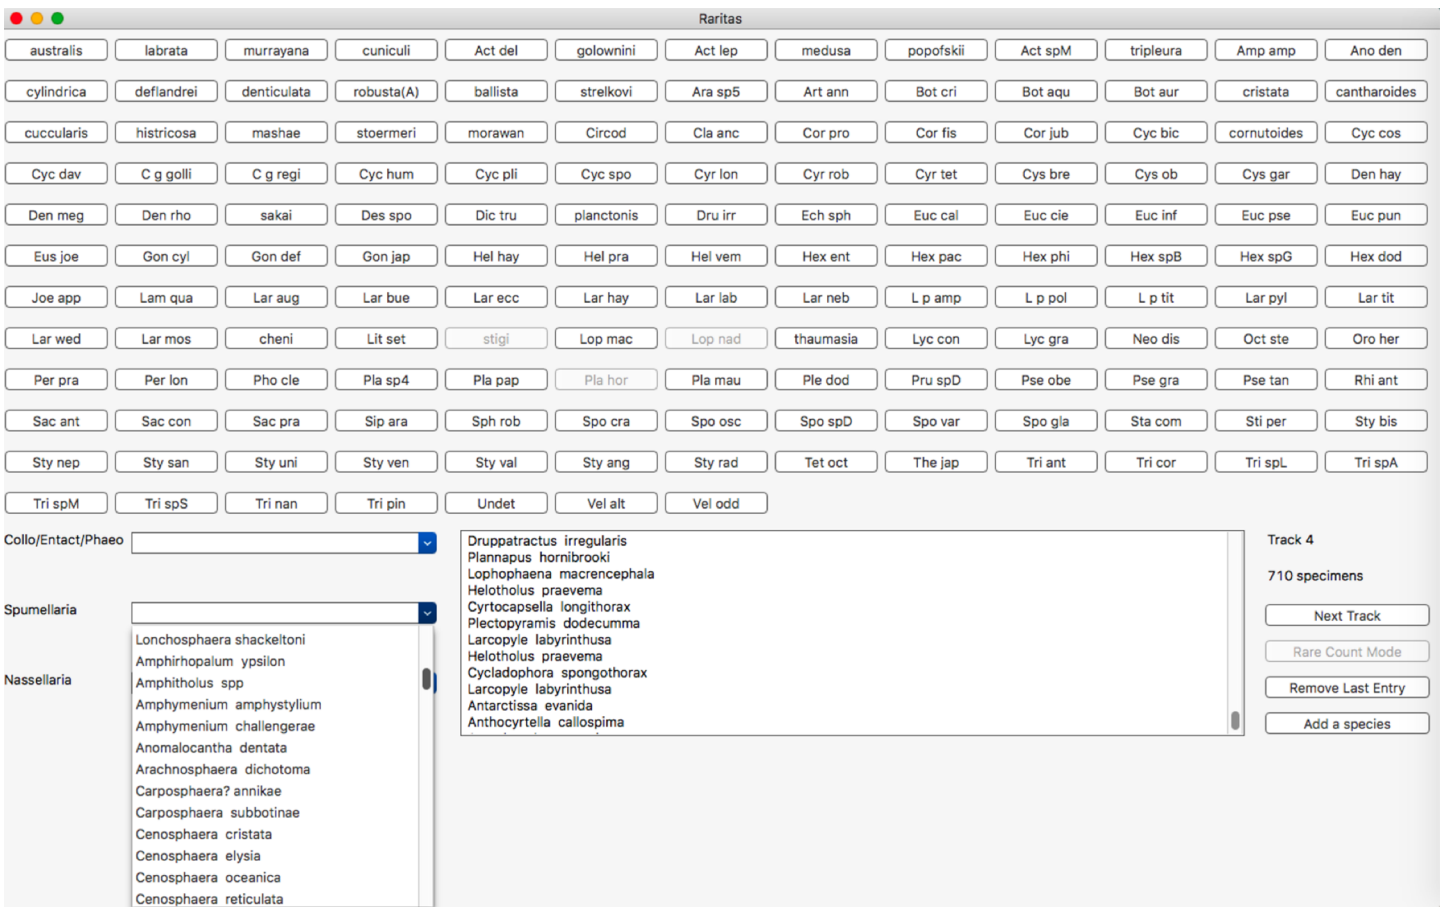 Raritas
australis labrata murrayana cuniculi Act del golownini Act lep medusa popofskii Act spM tripleura Amp amp Ano den
cylindrica deflandrei denticulata robusta(A) ballista strelkovi Ara sp5 Art ann Bot cri Bot aqu Bot aur cristata cantharoides
cuccularis histricosa mashae stoermeri morawan Circod Cla anc Cor pro Cor fis Cor jub Cyc bic cornutoides Cyc cos
Cyc dav C g golli C g regi Cyc hum Cyc pli Cyc spo Cyr lon Cyr rob Cyr tet Cys bre Cys ob Cys gar Den hay
Den meg Den rho sakai Des spo Dic tru planctonis Dru irr Ech sph Euc cal Euc cie Euc inf Euc pse Euc pun
Eus joe Gon cyl Gon def Gon jap Hel hay Hel pra Hel vem Hex ent Hex pac Hex phi Hex spB Hex spG Hex dod
Joe app Lam qua Lar aug Lar bue Lar ecc Lar hay Lar lab Lar neb L p amp L p pol L p tit Lar pyl Lar tit
Lar wed Lar mos cheni Lit set stigi Lop mac Lop nad thaumasia Lyc con Lyc gra Neo dis Oct ste Oro her
Per pra Per lon Pho cle Pla sp4 Pla pap Pla hor Pla mau Ple dod Pru spD Pse obe Pse gra Pse tan Rhi ant
Sac ant Sac con Sac pra Sip ara Sph rob Spo cra Spo osc Spo spD Spo var Spo gla Sta com Sti per Sty bis
Sty nep Sty san Sty uni Sty ven Sty val Sty ang Sty rad Tet oct The jap Tri ant Tri cor Tri spL Tri spA
Tri spM Tri spS Tri nan Tri pin Undet Vel alt Vel odd
Collo/Entact/Phaeo
Spumellaria
Lonchosphaera shackeltoni
Amphirhopalum ypsilon
Amphitholus spp
Amphymenium amphystylium
Amphymenium challengerae
Anomalocantha dentata
Arachnosphaera dichotoma
Carposphaera? annikae
Carposphaera subbotinae
Cenosphaera cristata
Cenosphaera elysia
Cenosphaera oceanica
Cenosphaera reticulata
Nassellaria
Druppatractus irregularis
Plannapus hornibrooki
Lophophaena macrencephala
Helotholus praevema
Cyrtocapsella longithorax
Plectopyramis dodecumma
Larcopyle labyrinthusa
Helotholus praevema
Cycladophora spongothorax
Larcopyle labyrinthusa
Antarctissa evanida
Anthocyrtella callospima
Track 4
710 specimens
Next Track
Rare Count Mode
Remove Last Entry
Add a species